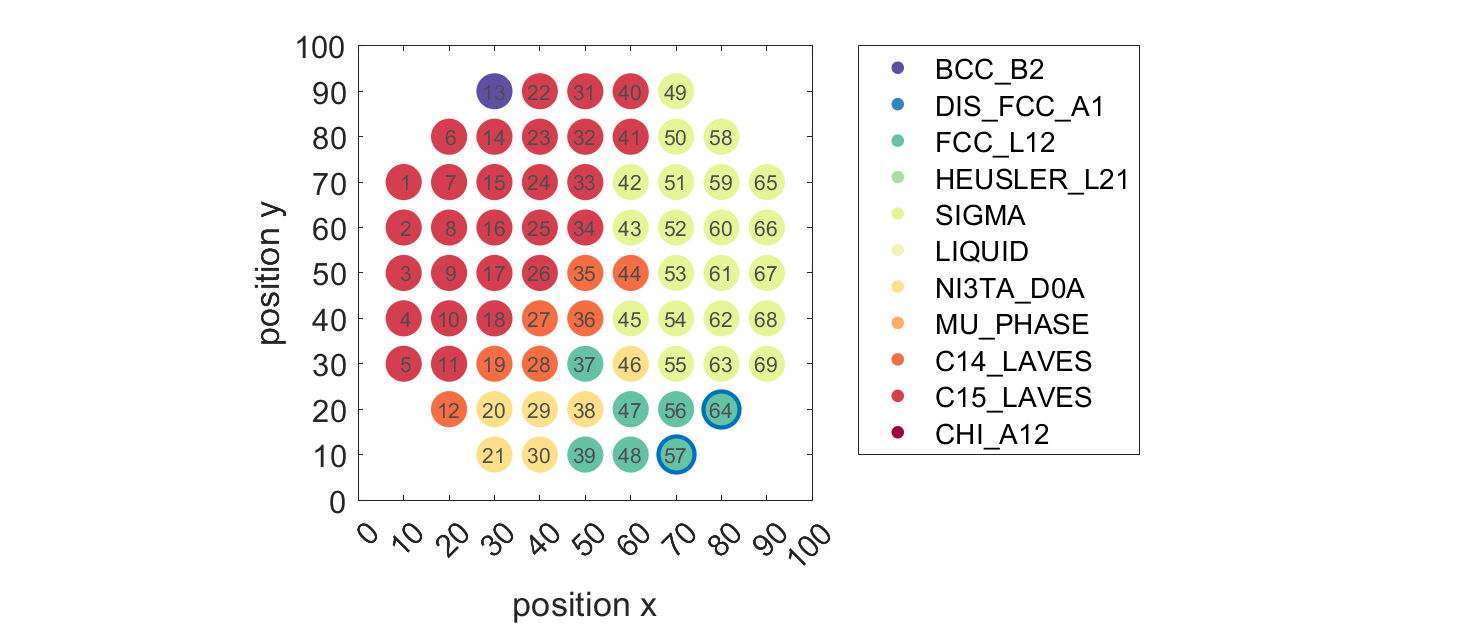 100
90
80
70
60
50
40
30
20
10
0
position y
13 22 31 40 49
6 14 23 32 41 50 58
1 7 15 24 33 42 51 59 65
2 8 16 25 34 43 52 60 66
3 9 17 26 35 44 53 61 67
4 10 18 27 36 45 54 62 68
5 11 19 28 37 46 55 63 69
12 20 29 38 47 56 64
21 30 39 48 57
0 10 20 30 40 50 60 70 80 90 100
position x
BCC_B2
DIS_FCC_A1
FCC_L12
HEUSLER_L21
SIGMA
LIQUID
NI3TA_D0A
MU_PHASE
C14_LAVES
C15_LAVES
CHI_A12